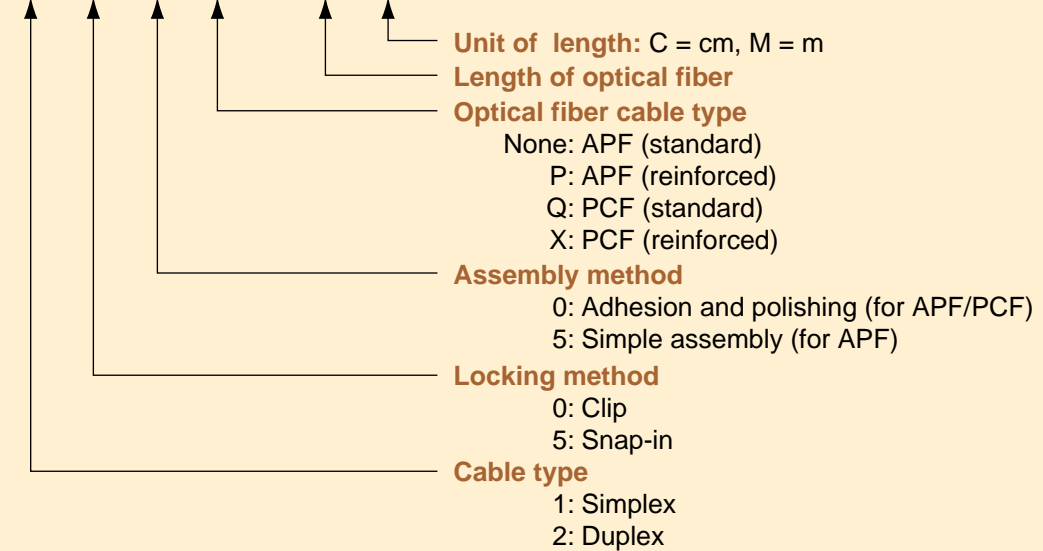 Unit of length: C = cm, M = m
Length of optical fiber
Optical fiber cable type
None: APF (standard)
P: APF (reinforced)
Q: PCF (standard)
X: PCF (reinforced)
Assembly method
0: Adhesion and polishing (for APF/PCF)
5: Simple assembly (for APF)
Locking method
0: Clip
5: Snap-in
Cable type
1: Simplex
2: Duplex